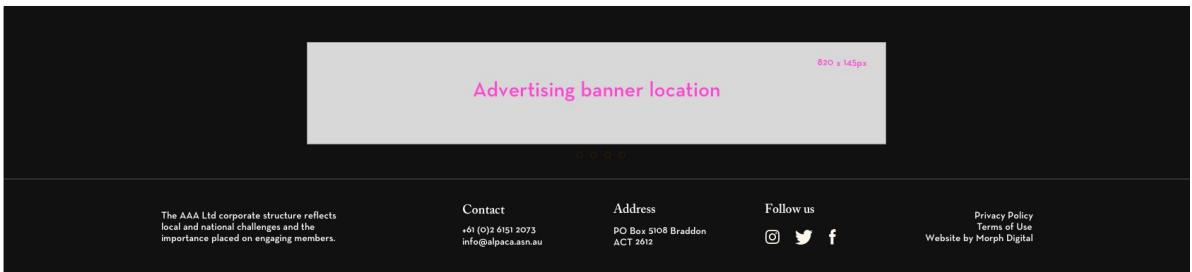 820 x 145px
Advertising banner location
The AAA Ltd corporate structure reflects
local and national challenges and the
importance placed on engaging members.
Contact
+61 (0)2 6151 2073
info@alpaca.asn.au
Address
PO Box 5108 Braddon
ACT 2612
Follow us
Privacy Policy
Terms of Use
Website by Morph Digital